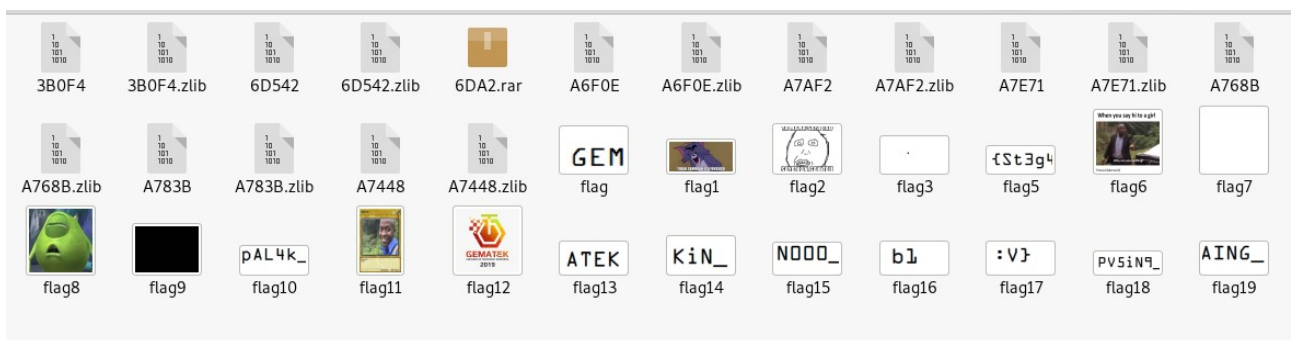 3B0F4 3B0F4.zlib 6D542 6D542.zlib 6DA2.rar A6F0E A6F0E.zlib A7AF2 A7AF2.zlib A7E71 A7E71.zlib A768B
GEM {St3g4 When you say hi to a girl
A768B.zlib A783B A783B.zlib A7448 A7448.zlib flag flag1 flag2 flag3 flag5 flag6 flag7
pAL4k_ GEMATEK 2019 ATEK KiN_ NOOO_ b1 :V} PV5iN9_ AING_
flag8 flag9 flag10 flag11 flag12 flag13 flag14 flag15 flag16 flag17 flag18 flag19